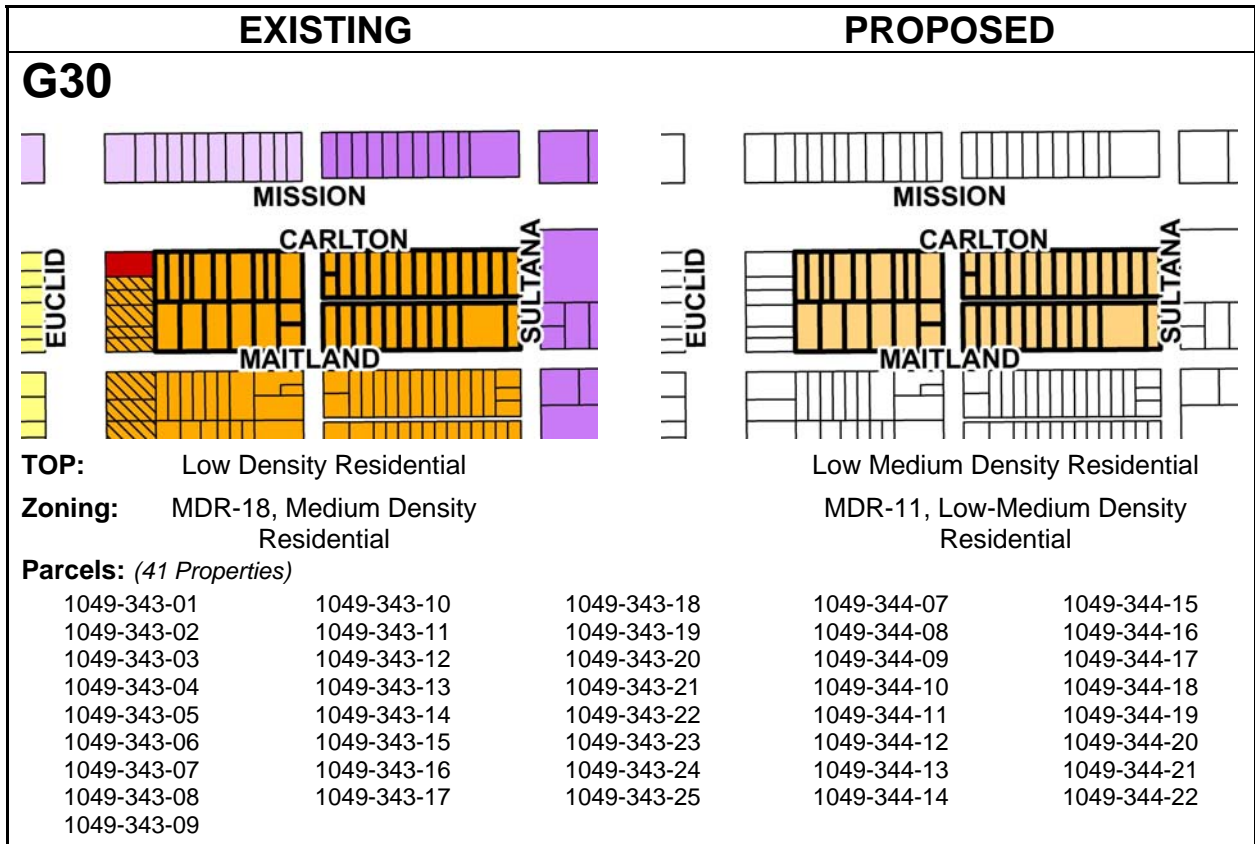 EXISTING PROPOSED
G30
MISSION
CARLTON
EUCLID
SULTANA
MAITLAND
MISSION
CARLTON
EUCLID
SULTANA
MAITLAND
TOP: Low Density Residential Low Medium Density Residential
Zoning: MDR-18, Medium Density MDR-11, Low-Medium Density
Residential Residential
Parcels: (41 Properties)
1049-343-01 1049-343-10 1049-343-18 1049-344-07 1049-344-15
1049-343-02 1049-343-11 1049-343-19 1049-344-08 1049-344-16
1049-343-03 1049-343-12 1049-343-20 1049-344-09 1049-344-17
1049-343-04 1049-343-13 1049-343-21 1049-344-10 1049-344-18
1049-343-05 1049-343-14 1049-343-22 1049-344-11 1049-344-19
1049-343-06 1049-343-15 1049-343-23 1049-344-12 1049-344-20
1049-343-07 1049-343-16 1049-343-24 1049-344-13 1049-344-21
1049-343-08 1049-343-17 1049-343-25 1049-344-14 1049-344-22
1049-343-09